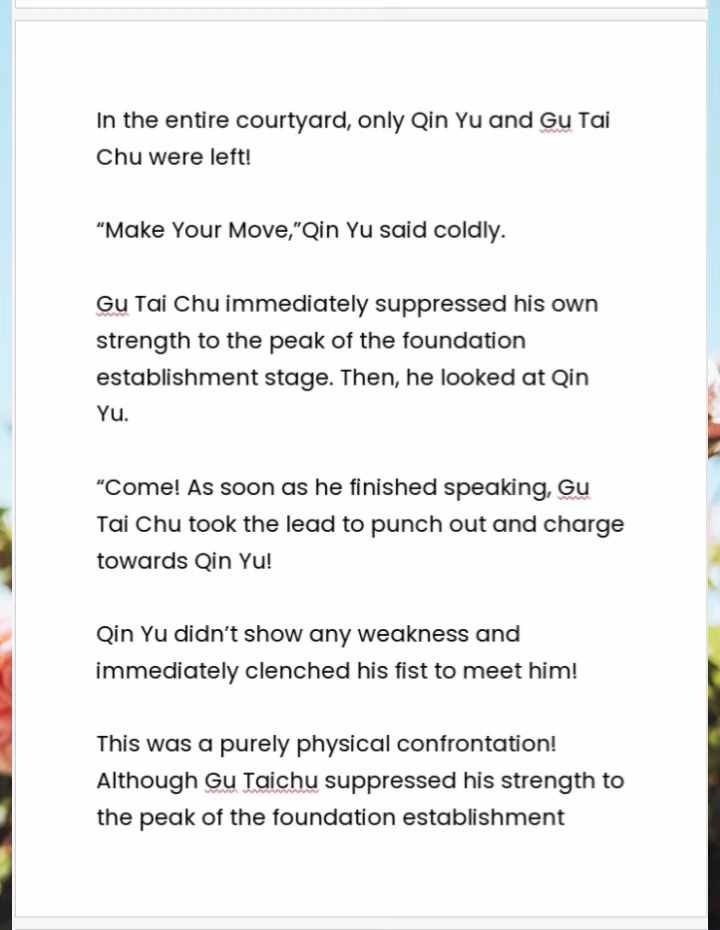 In the entire courtyard, only Qin Yu and Gu Tai
Chu were left!
“Make Your Move,”Qin Yu said coldly.
Gu Tai Chu immediately suppressed his own
strength to the peak of the foundation
establishment stage. Then, he looked at Qin
Yu.
“Come! As soon as he finished speaking, Gu
Tai Chu took the lead to punch out and charge
towards Qin Yu!
Qin Yu didn’t show any weakness and
immediately clenched his fist to meet him!
This was a purely physical confrontation!
Although Gu Taichu suppressed his strength to
the peak of the foundation establishment